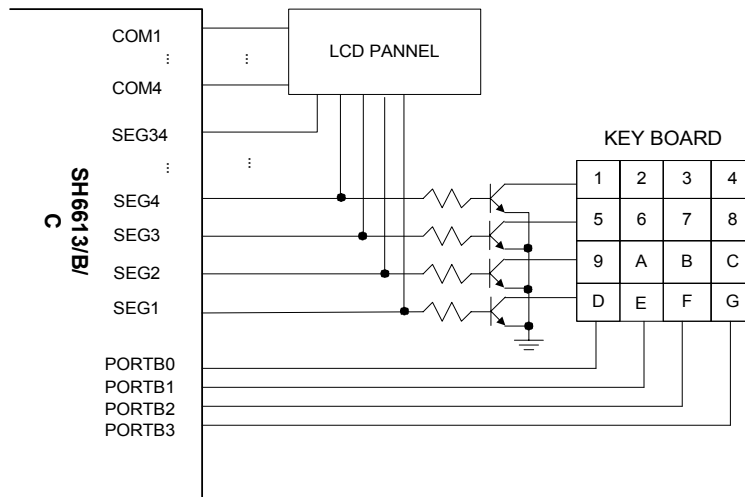 COM1
⋮
⋮
COM4
SEG34
⋮
⋮
SEG4
SEG3
SEG2
SEG1
PORTB0
PORTB1
PORTB2
PORTB3
SH6613/B/
C
LCD PANNEL
KEY BOARD
1 2 3 4
5 6 7 8
9 A B C
D E F G